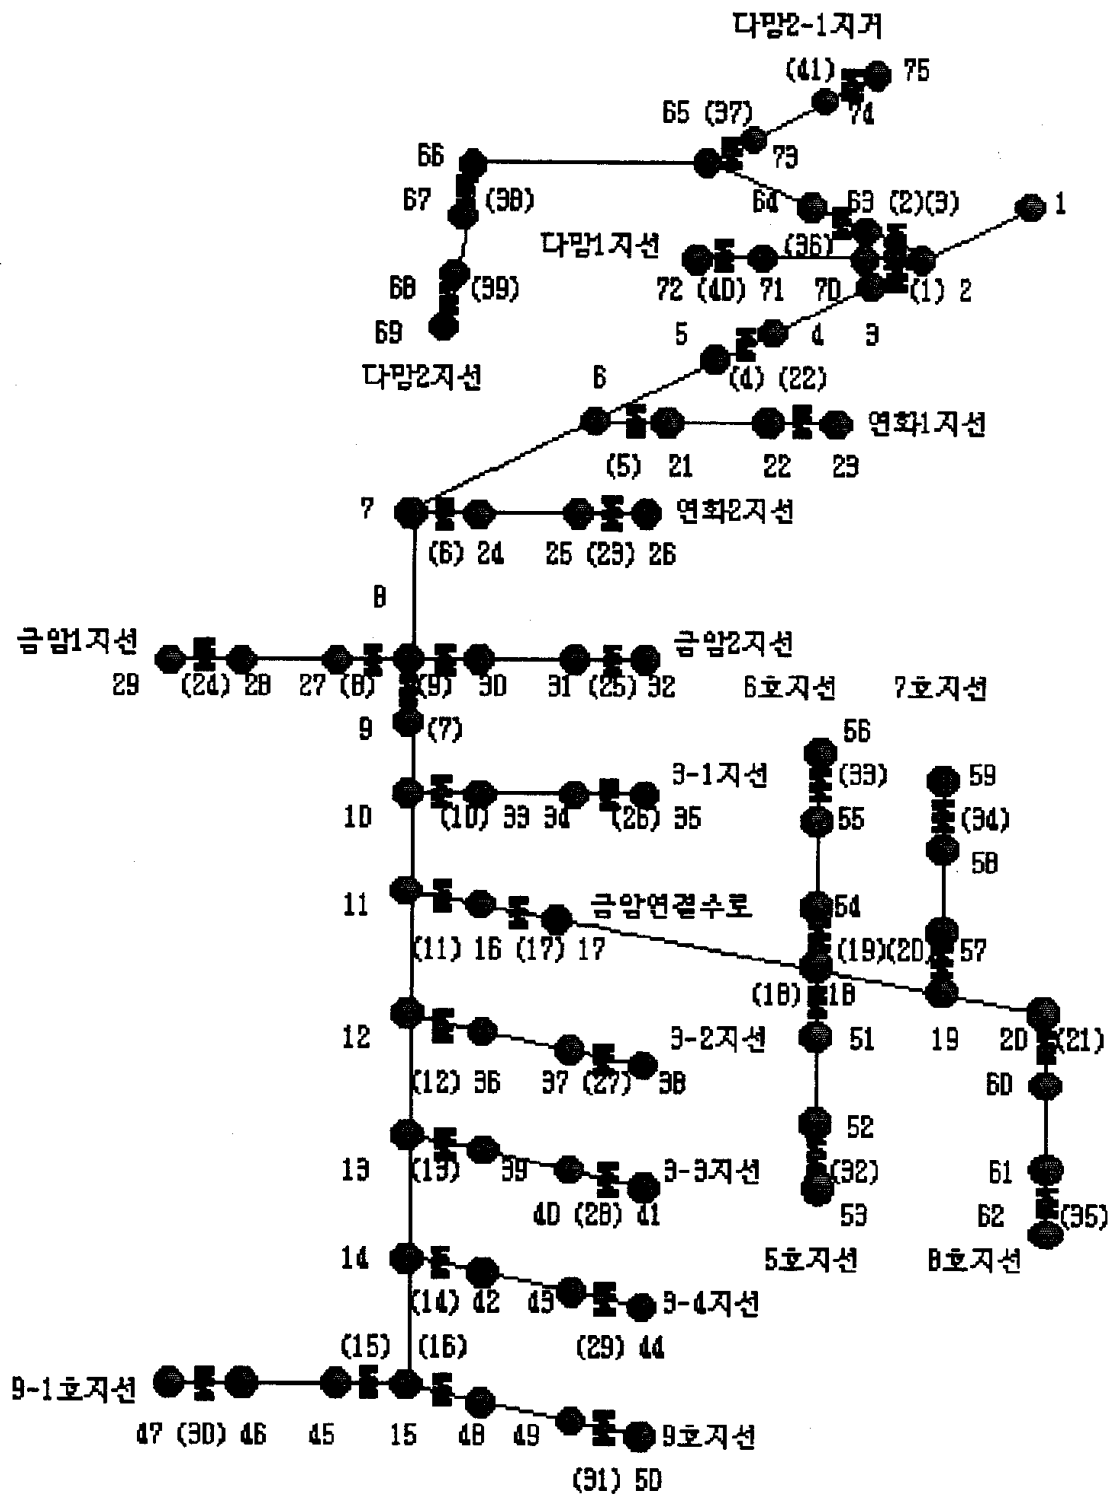 다망2-1지거
(41) 75
74
65 (37)
73
66
67 (38)
64 63 (2)(3) 1
다망1지선 (36)
72 (40) 71 70 (1) 2
68 (39)
69
5 4 3
다망2지선
6 (4) (22)
연화1지선
(5) 21 22 23
7 연화2지선
(6) 24 25 (23) 26
8
금암1지선 금암2지선
29 (24) 28 27 (8) (9) 30 31 (25) 32
6호지선 7호지선
9 (7)
56
(33)
59
3-1지선
10 (10) 33 34 (26) 35
55 (34)
58
11 금암연결수로
54
(11) 16 (17) 17
(19)(20) 57
(18) 18
12 3-2지선
51 19 20 (21)
(12) 36 37 (27) 38
60
52
13 (13) 39 3-3지선
(32) 61
40 (28) 41
53 62 (35)
14 5호지선 8호지선
(14) 42 43 3-4지선
(15) (16) (29) 44
9-1호지선
47 (30) 46 45 15 48 49 9호지선
(31) 50